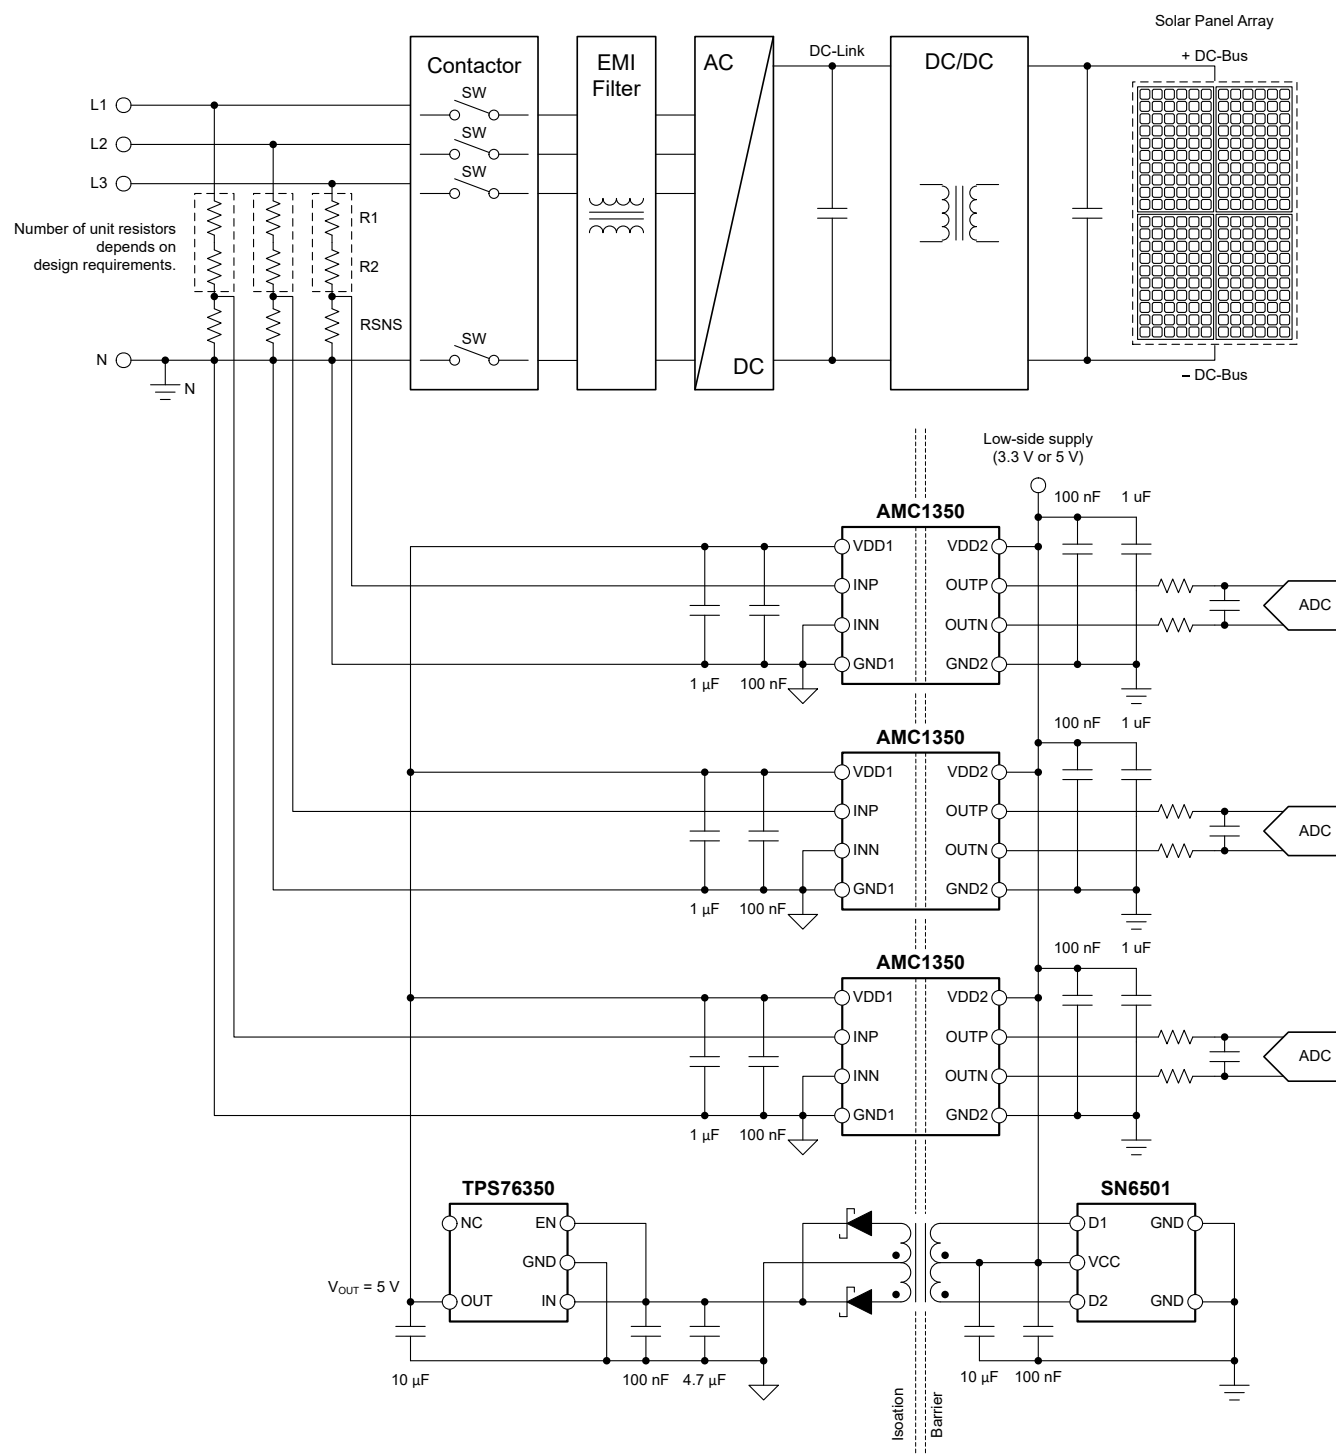 Solar Panel Array
Contactor
EMI
Filter
AC
DC
DC-Link
DC/DC
+ DC-Bus
– DC-Bus
SW
SW
SW
SW
L1
L2
L3
N
N
Number of unit resistors
depends on
design requirements.
R1
R2
RSNS
Low-side supply
(3.3 V or 5 V)
100 nF
1 uF
AMC1350
VDD1
INP
INN
GND1
VDD2
OUTP
OUTN
GND2
ADC
1 µF
100 nF
100 nF
1 uF
AMC1350
VDD1
INP
INN
GND1
VDD2
OUTP
OUTN
GND2
ADC
1 µF
100 nF
100 nF
1 uF
AMC1350
VDD1
INP
INN
GND1
VDD2
OUTP
OUTN
GND2
ADC
1 µF
100 nF
TPS76350
NC
EN
GND
OUT
IN
VOUT = 5 V
10 µF
100 nF
4.7 µF
SN6501
D1
VCC
D2
GND
GND
10 µF
100 nF
Isoation
Barrier